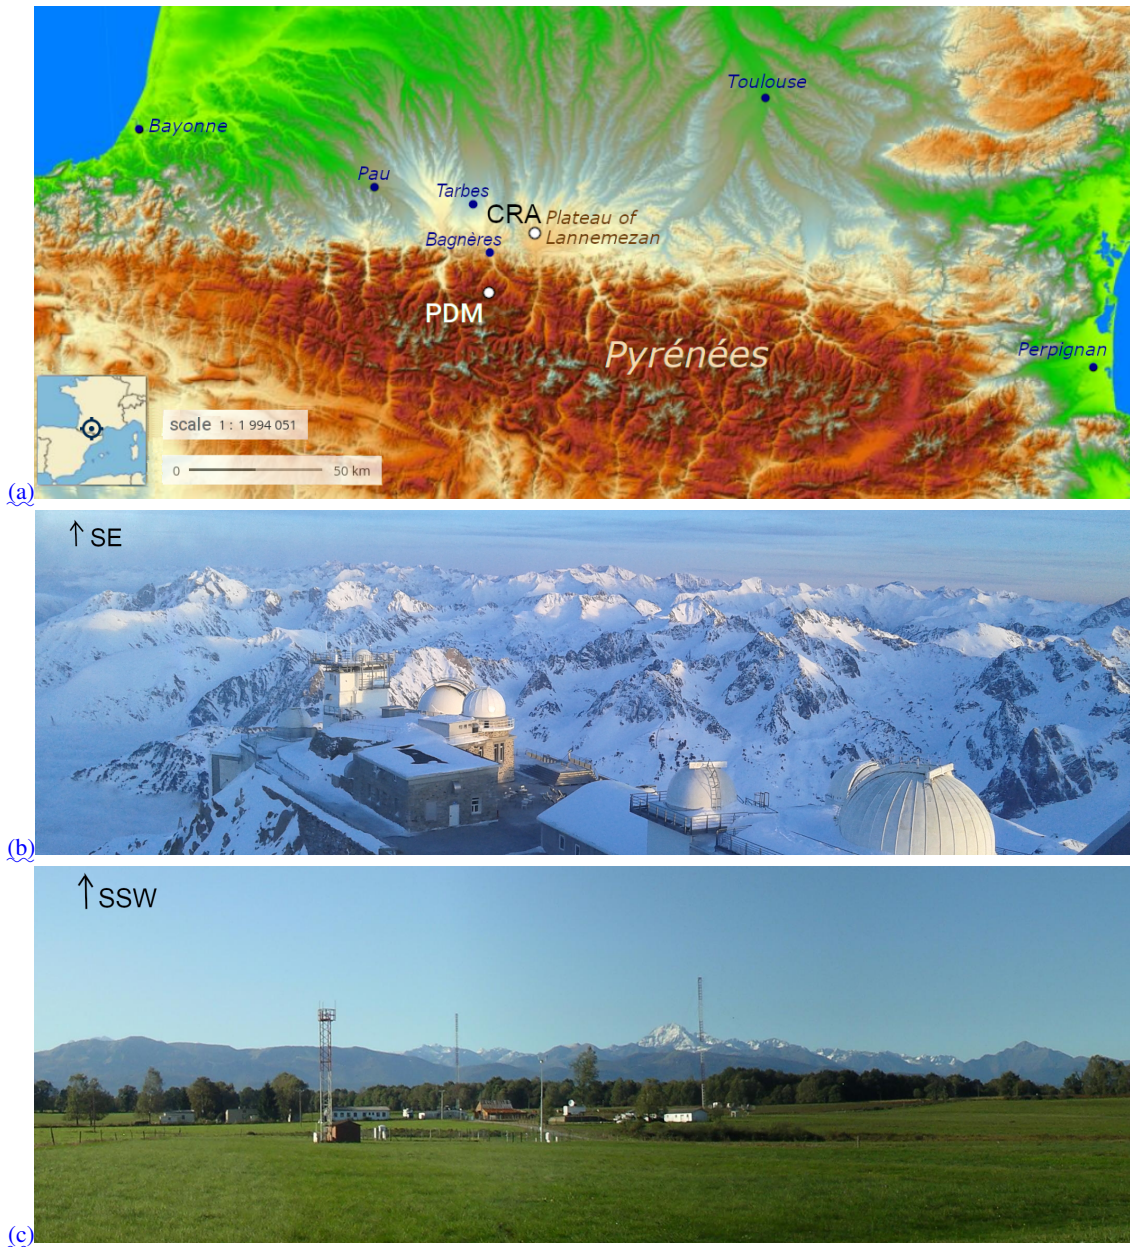 Toulouse
Bayonne
Pau
Tarbes
CRA
Plateau of
Lannemezan
Bagnères
PDM
Pyrénées
Perpignan
scale 1 : 1 994 051
0 50 km
(a)
↑ SE
(b)
↑ SSW
(c)